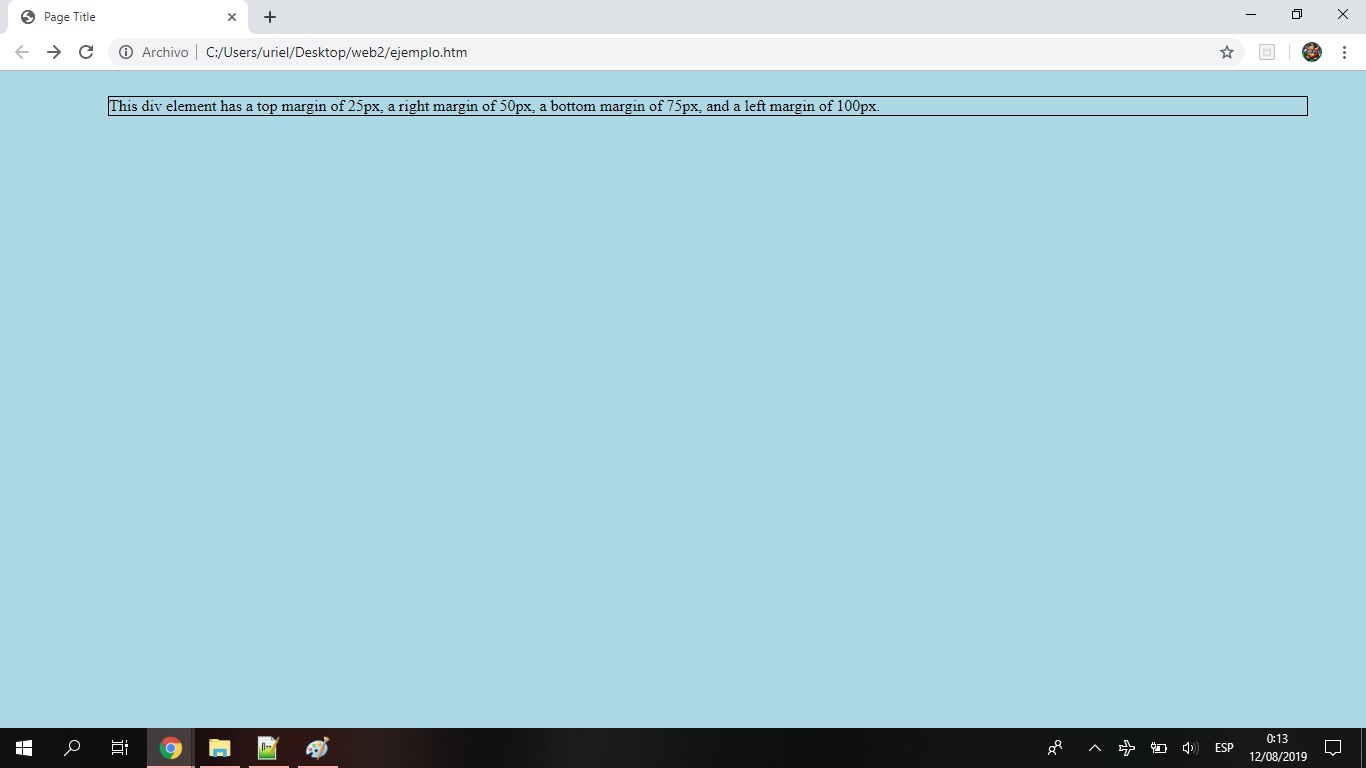 Page Title
Archivo C:/Users/uriel/Desktop/web2/ejemplo.htm
This div element has a top margin of 25px, a right margin of 50px, a bottom margin of 75px, and a left margin of 100px.
ESP
0:13
12/08/2019